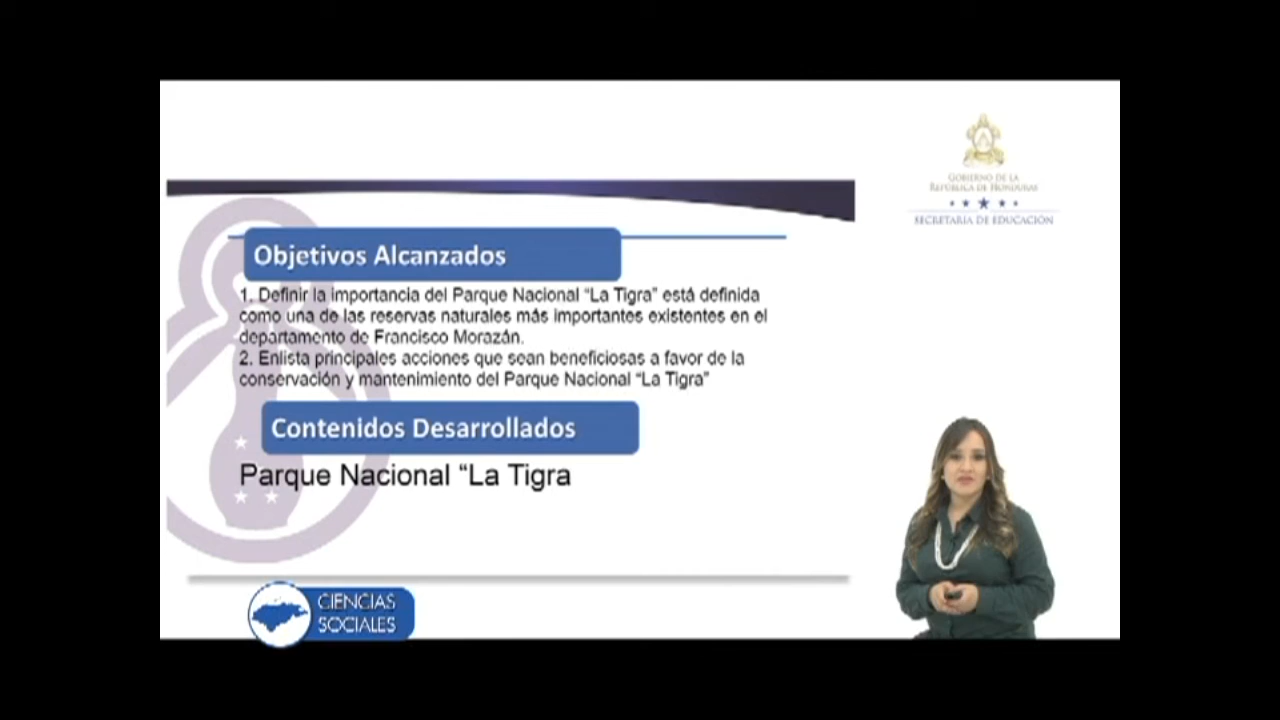 GOBIERNO DE LA
REPÚBLICA DE HONDURAS
SECRETARIA DE EDUCACIÓN
Objetivos Alcanzados
1. Definir la importancia del Parque Nacional “La Tigra” está definida
como una de las reservas naturales más importantes existentes en el
departamento de Francisco Morazán.
2. Enlista principales acciones que sean beneficiosas a favor de la
conservación y mantenimiento del Parque Nacional “La Tigra”
Contenidos Desarrollados
Parque Nacional “La Tigra
CIENCIAS
SOCIALES